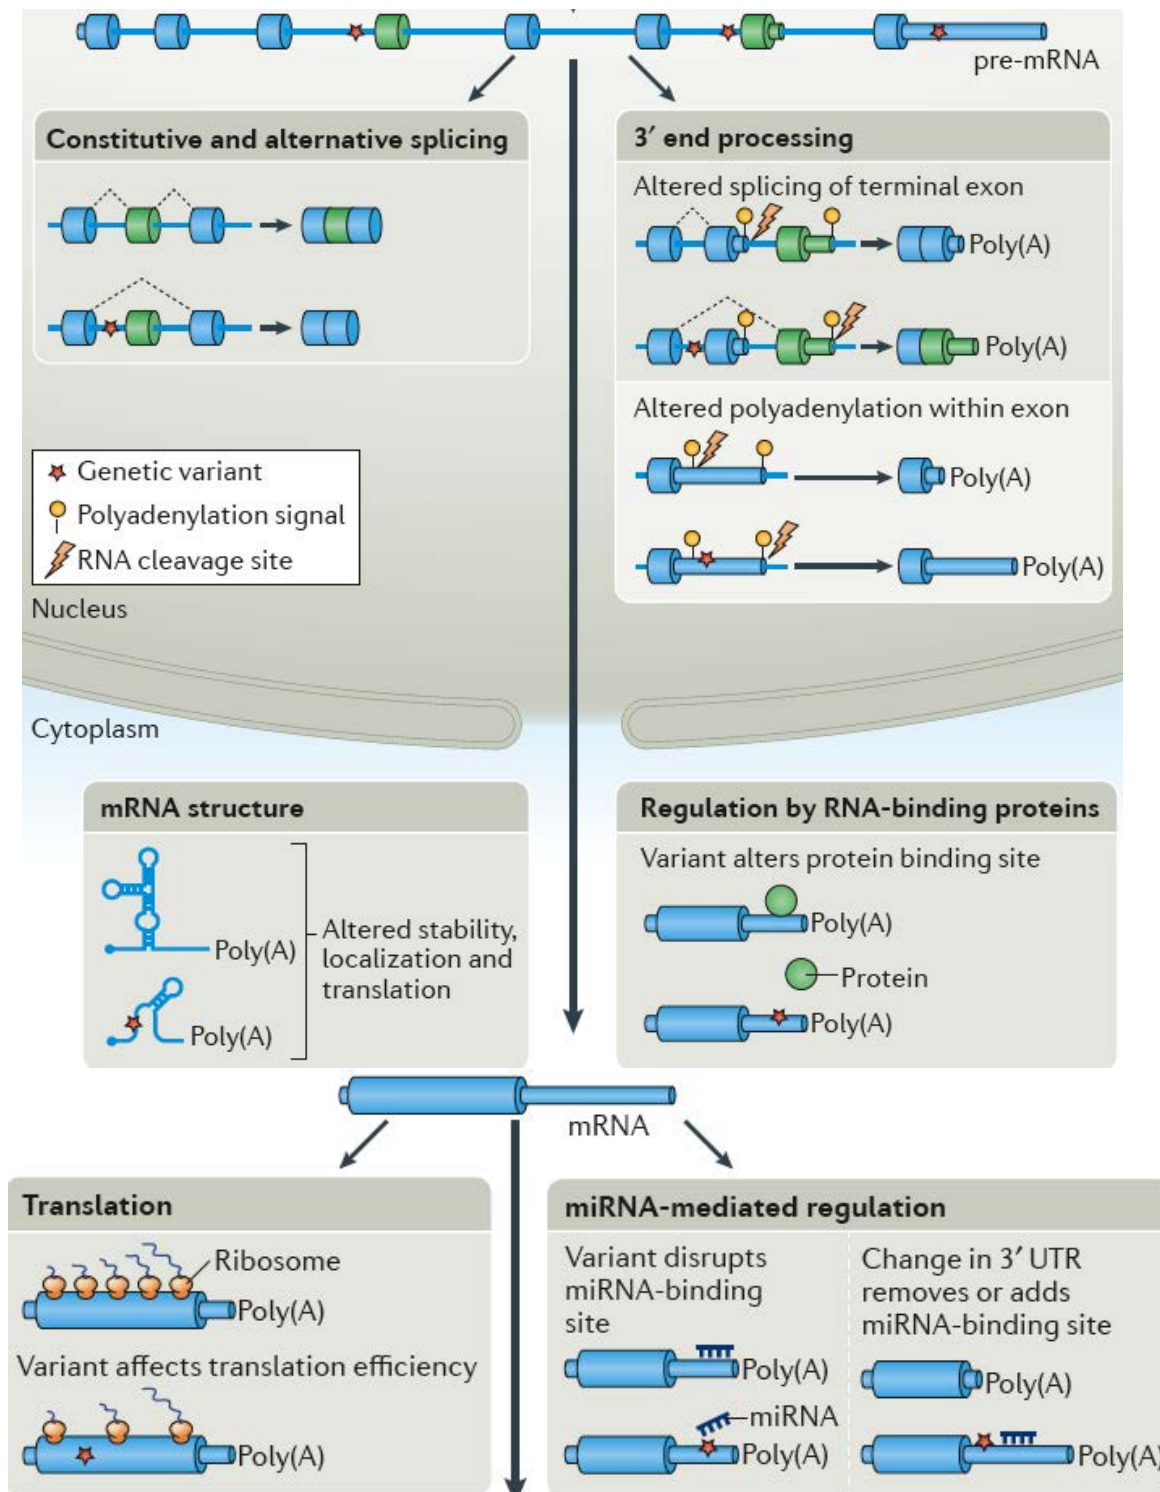 pre-mRNA
Constitutive and alternative splicing
3′ end processing
Altered splicing of terminal exon
Poly(A)
Poly(A)
Altered polyadenylation within exon
Poly(A)
Poly(A)
Genetic variant
Polyadenylation signal
RNA cleavage site
Nucleus
Cytoplasm
mRNA structure
Poly(A)
Poly(A)
Altered stability,
localization and
translation
Regulation by RNA-binding proteins
Variant alters protein binding site
Poly(A)
Protein
Poly(A)
mRNA
Translation
Ribosome
Poly(A)
Variant affects translation efficiency
Poly(A)
miRNA-mediated regulation
Variant disrupts
miRNA-binding
site
Poly(A)
miRNA
Poly(A)
Change in 3′ UTR
removes or adds
miRNA-binding site
Poly(A)
Poly(A)